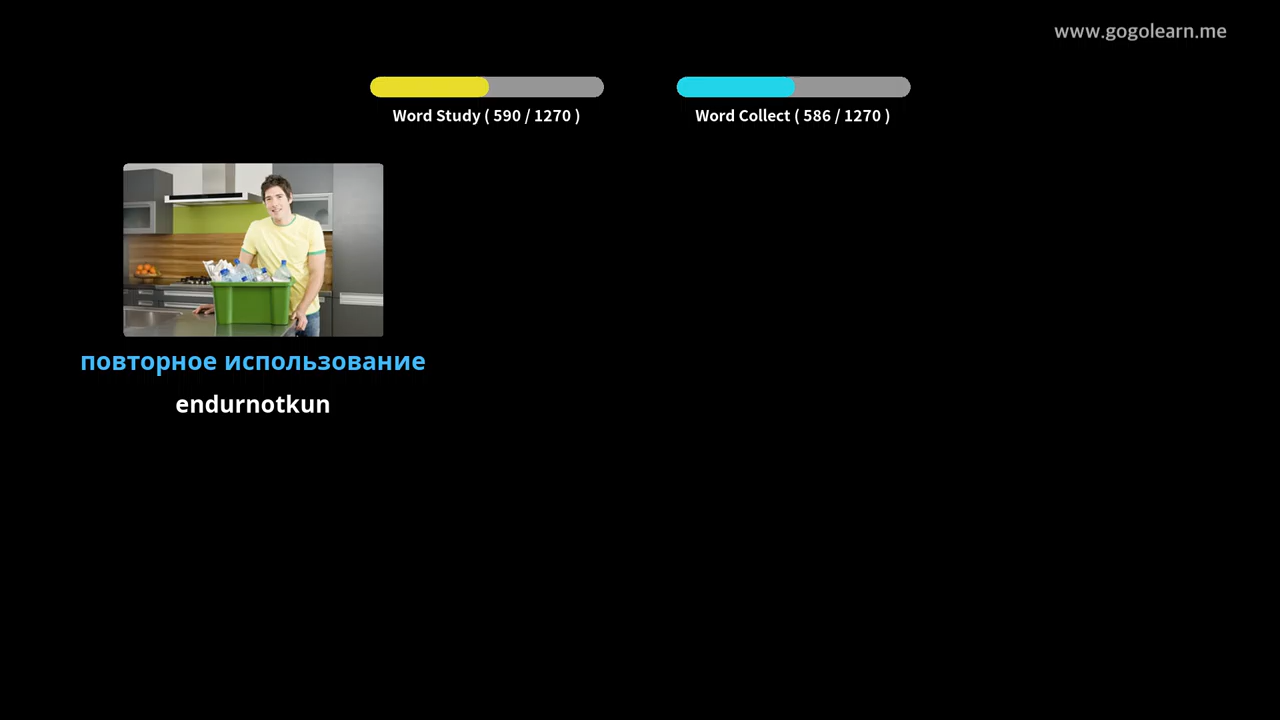 www.gogolearn.me
Word Study ( 590 / 1270 )
Word Collect ( 586 / 1270 )
повторное использование
endurnotkun